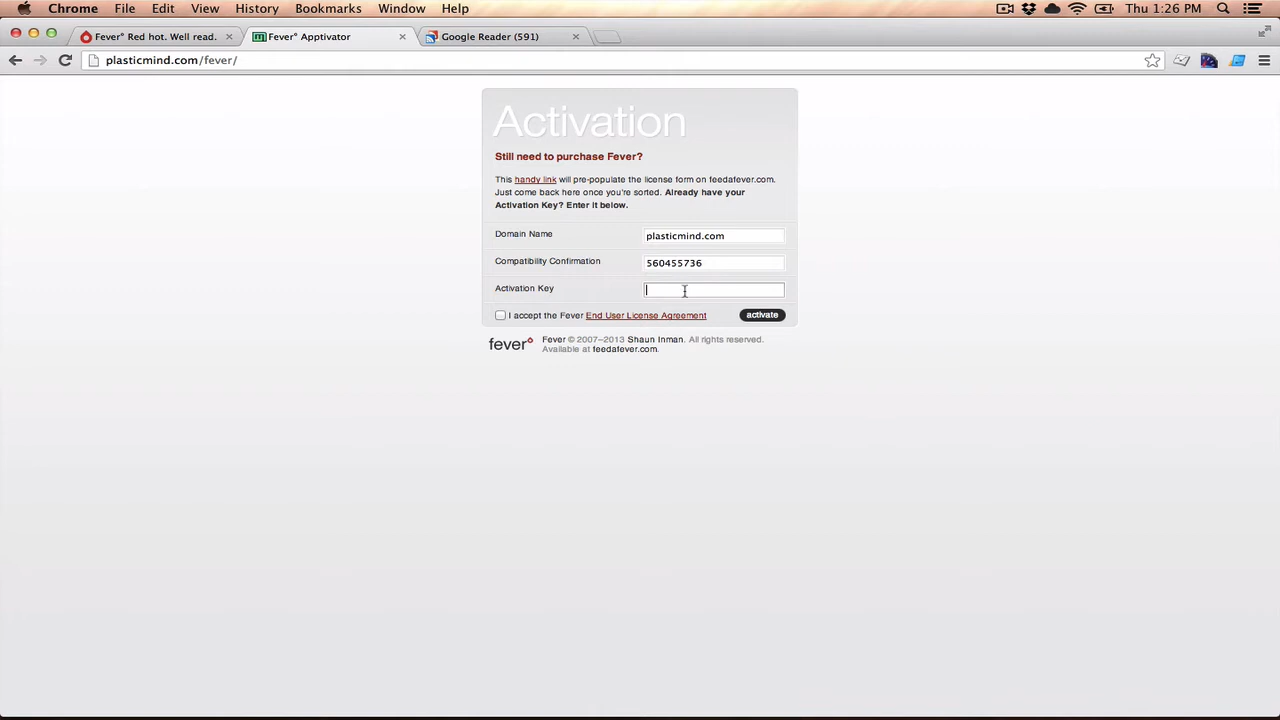 Chrome File Edit View History Bookmarks Window Help Thu 1:26 PM
Fever° Red hot. Well read. Fever° Apptivator Google Reader (591)
plasticmind.com/fever/
Activation
Still need to purchase Fever?
This handy link will pre-populate the license form on feedafever.com.
Just come back here once you're sorted. Already have your
Activation Key? Enter it below.
Domain Name plasticmind.com
Compatibility Confirmation 560455736
Activation Key
I accept the Fever End User License Agreement activate
fever° Fever © 2007–2013 Shaun Inman. All rights reserved.
Available at feedafever.com.